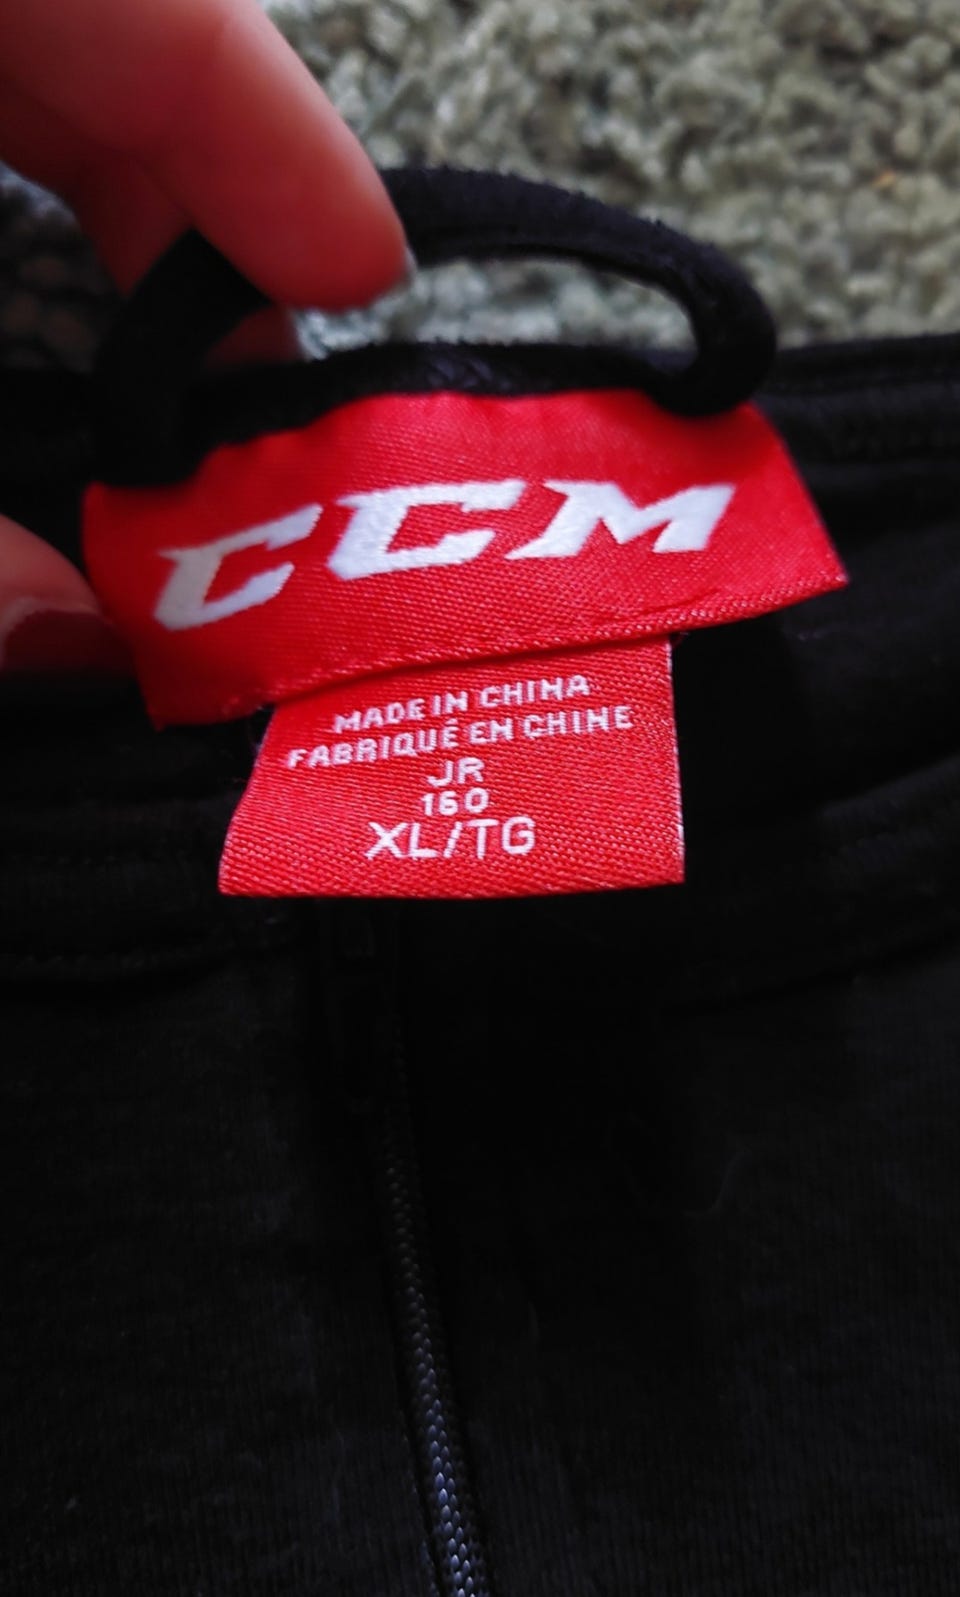 CCM
MADE IN CHINA
FABRIQUÉ EN CHINE
JR
160
XL/TG